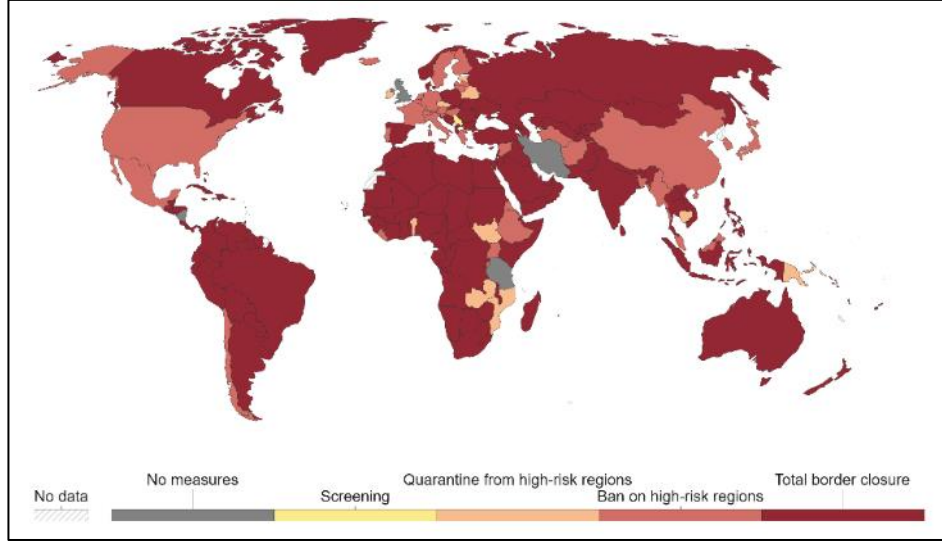 No measures
Quarantine from high-risk regions
Total border closure
No data
Screening
Ban on high-risk regions